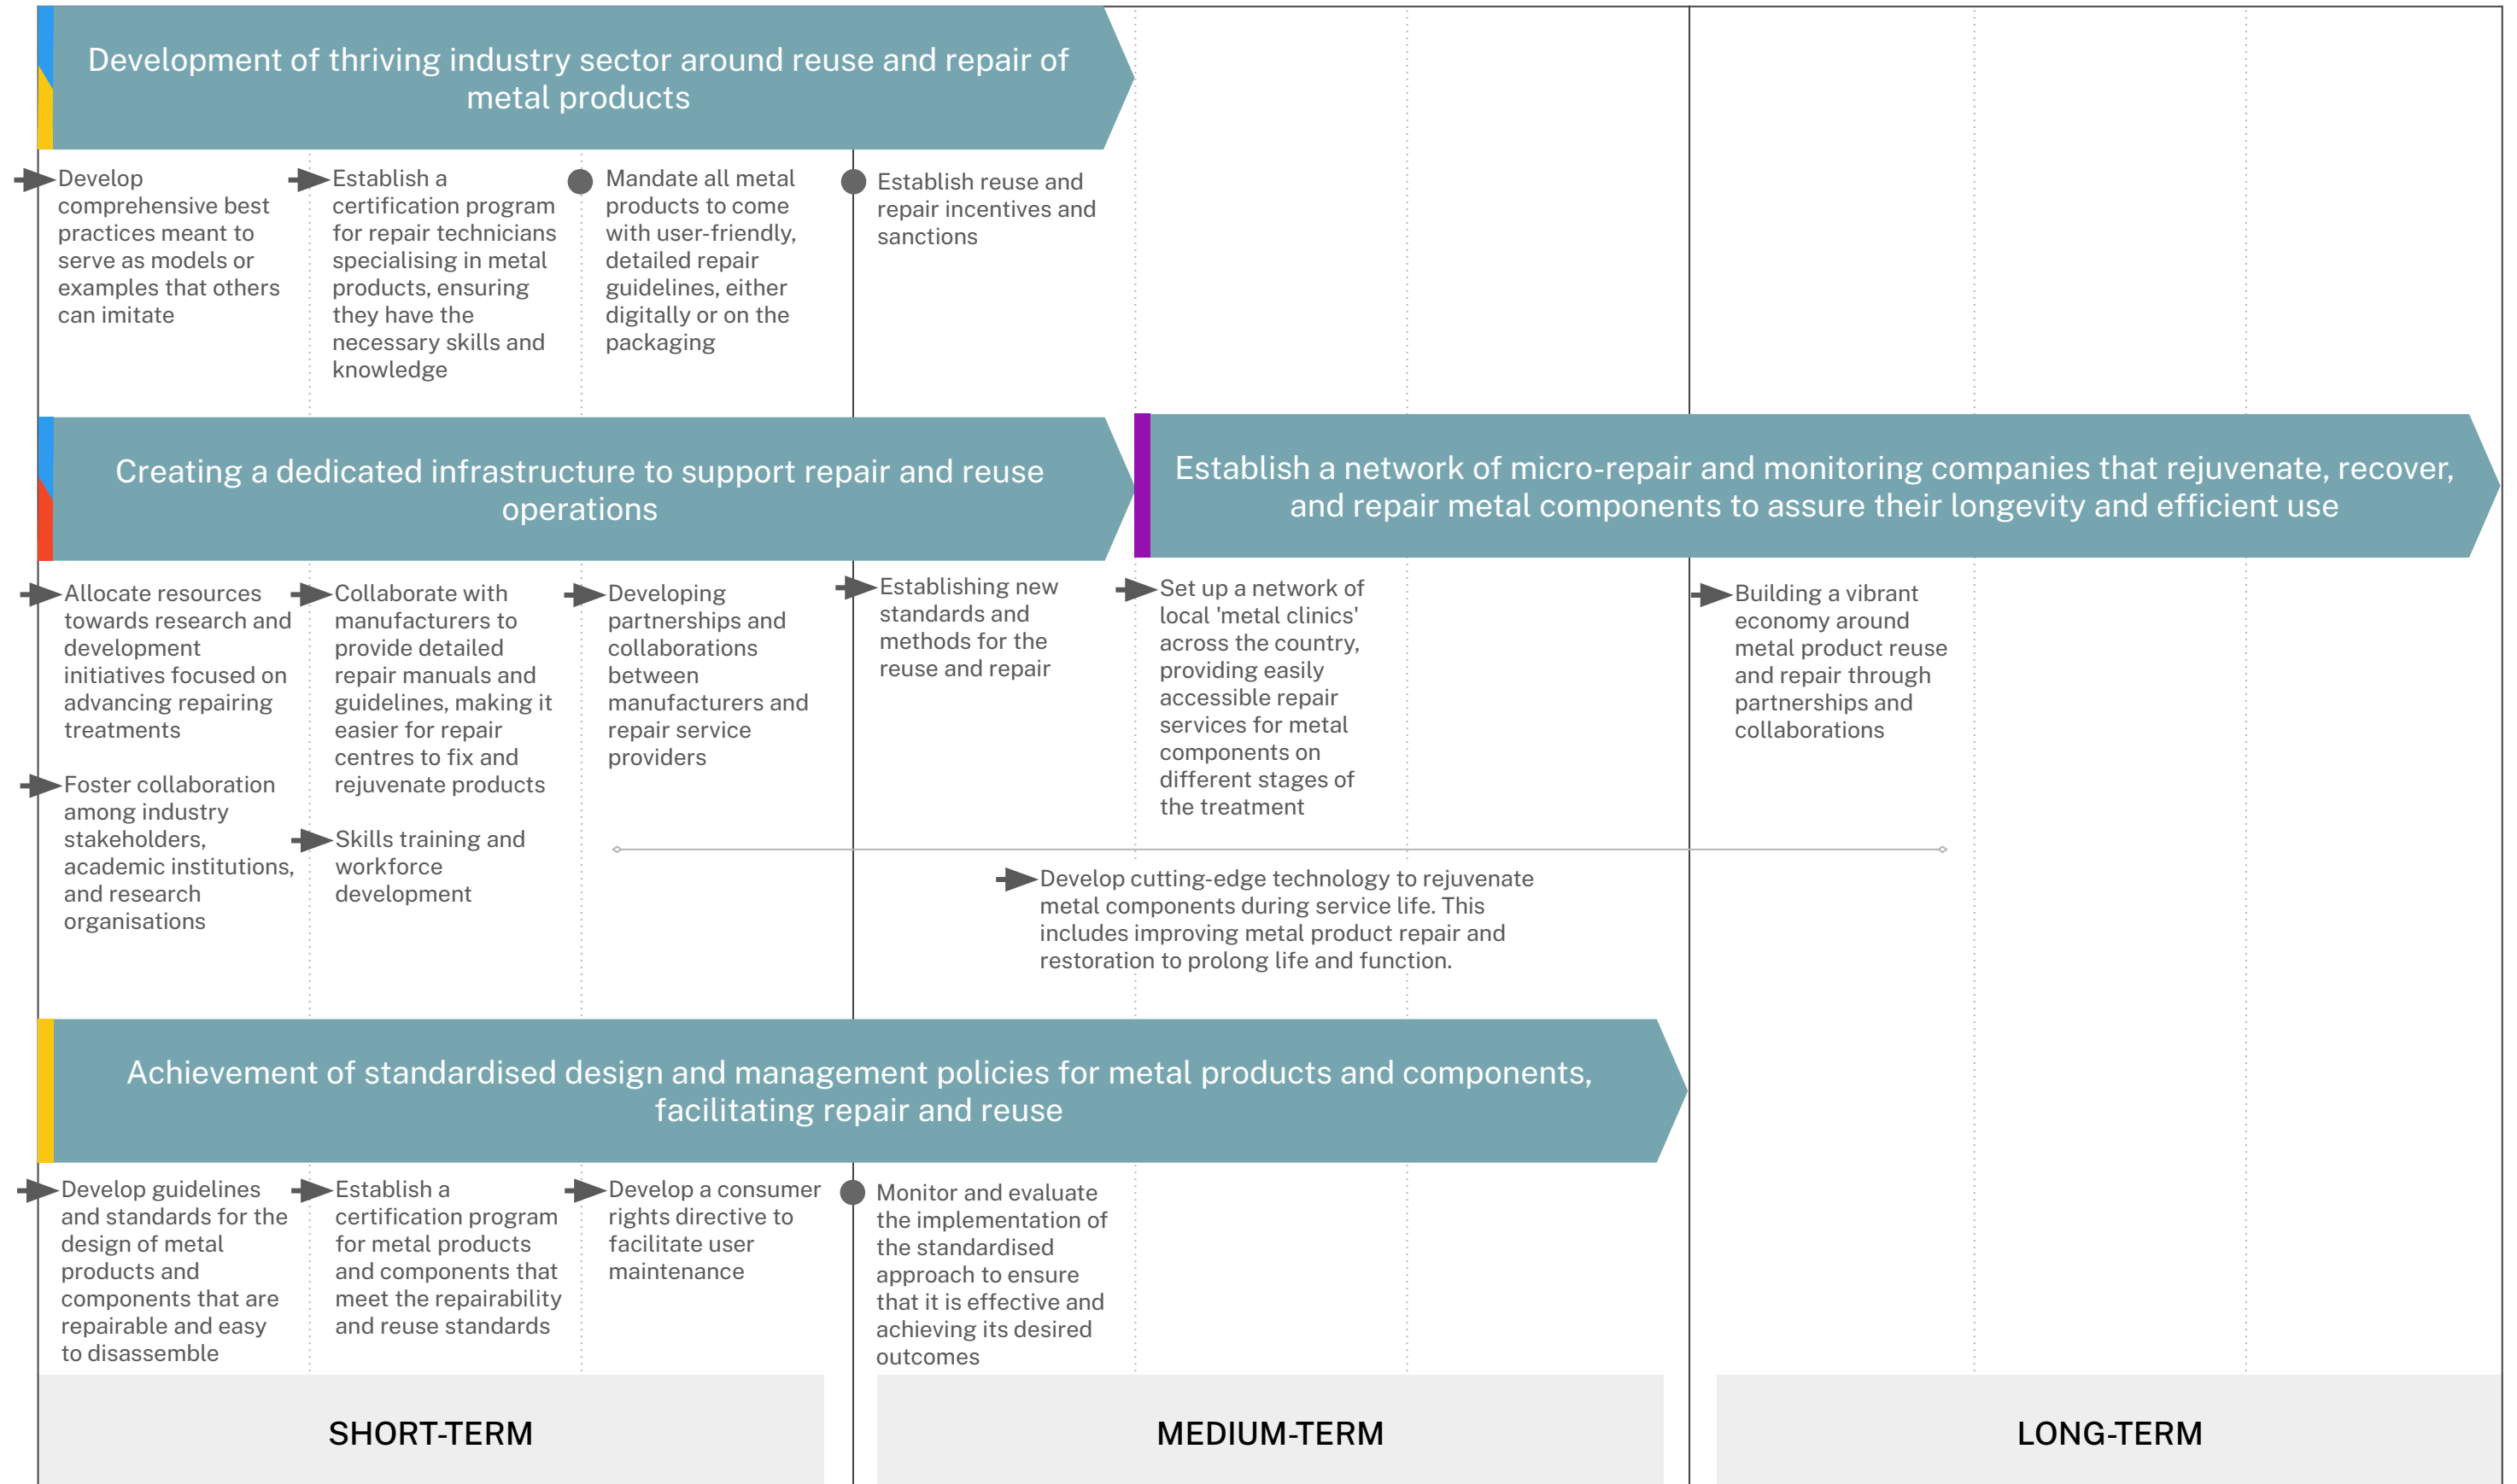 Development of thriving industry sector around reuse and repair of
metal products
Develop
comprehensive best
practices meant to
serve as models or
examples that others
can imitate
Establish a
certification program
for repair technicians
specialising in metal
products, ensuring
they have the
necessary skills and
knowledge
Mandate all metal
products to come
with user-friendly,
detailed repair
guidelines, either
digitally or on the
packaging
Establish reuse and
repair incentives and
sanctions
Creating a dedicated infrastructure to support repair and reuse
operations
Establish a network of micro-repair and monitoring companies that rejuvenate, recover,
and repair metal components to assure their longevity and efficient use
Allocate resources
towards research and
development
initiatives focused on
advancing repairing
treatments
Foster collaboration
among industry
stakeholders,
academic institutions,
and research
organisations
Collaborate with
manufacturers to
provide detailed
repair manuals and
guidelines, making it
easier for repair
centres to fix and
rejuvenate products
Skills training and
workforce
development
Developing
partnerships and
collaborations
between
manufacturers and
repair service
providers
Establishing new
standards and
methods for the
reuse and repair
Set up a network of
local 'metal clinics'
across the country,
providing easily
accessible repair
services for metal
components on
different stages of
the treatment
Building a vibrant
economy around
metal product reuse
and repair through
partnerships and
collaborations
Develop cutting-edge technology to rejuvenate
metal components during service life. This
includes improving metal product repair and
restoration to prolong life and function.
Achievement of standardised design and management policies for metal products and components,
facilitating repair and reuse
Develop guidelines
and standards for the
design of metal
products and
components that are
repairable and easy
to disassemble
Establish a
certification program
for metal products
and components that
meet the repairability
and reuse standards
Develop a consumer
rights directive to
facilitate user
maintenance
Monitor and evaluate
the implementation of
the standardised
approach to ensure
that it is effective and
achieving its desired
outcomes
SHORT-TERM
MEDIUM-TERM
LONG-TERM